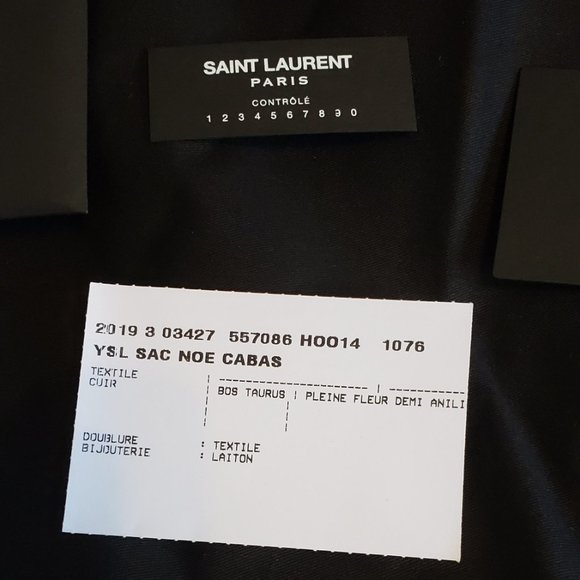 SAINT LAURENT
PARIS
CONTRÔLÉ
1 2 3 4 5 6 7 8 9 0
2019 3 03427 557086 HOO14 1076
YSL SAC NOE CABAS
TEXTILE
CUIR
BOS TAURUS | PLEINE FLEUR DEMI ANILI
DOUBLURE : TEXTILE
BIJOUTERIE : LAITON